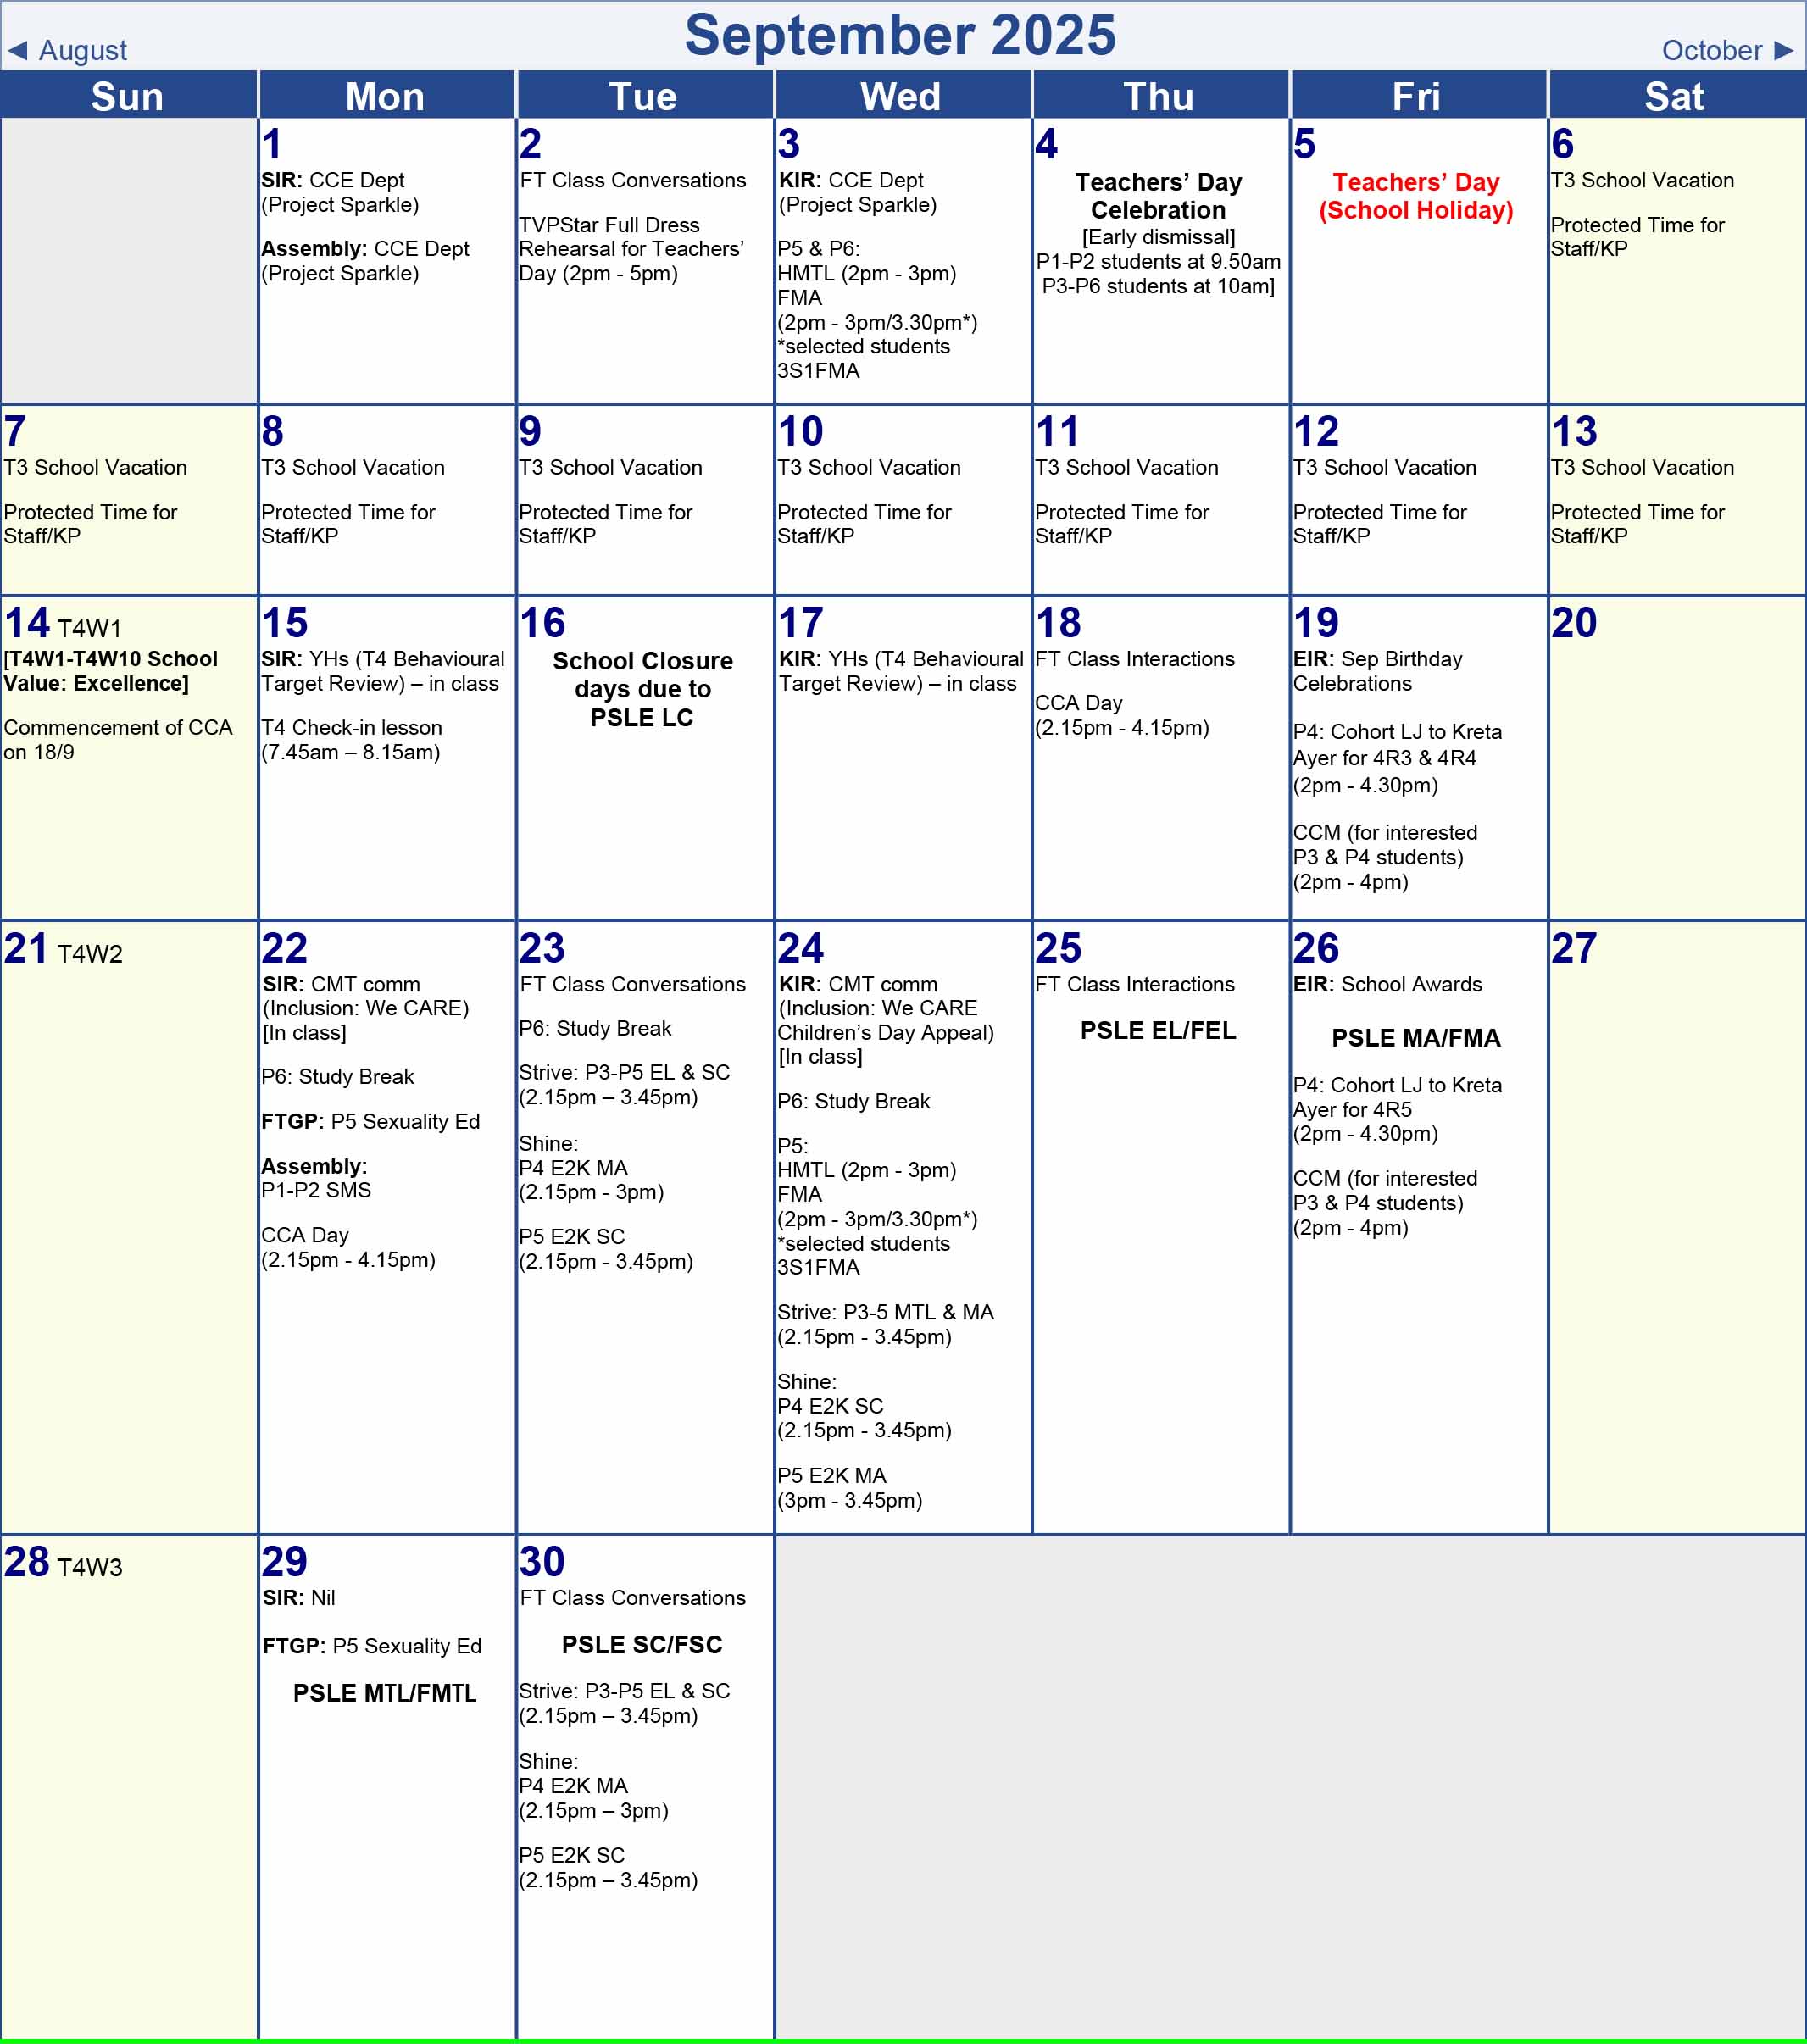 ◄ August
September 2025
October ►
Sun Mon Tue Wed Thu Fri Sat
1
SIR: CCE Dept
(Project Sparkle)
Assembly: CCE Dept
(Project Sparkle)
2
FT Class Conversations
TVPStar Full Dress
Rehearsal for Teachers’
Day (2pm - 5pm)
3
KIR: CCE Dept
(Project Sparkle)
P5 & P6:
HMTL (2pm - 3pm)
FMA
(2pm - 3pm/3.30pm*)
*selected students
3S1FMA
4
Teachers’ Day
Celebration
[Early dismissal]
P1-P2 students at 9.50am
P3-P6 students at 10am]
5
Teachers’ Day
(School Holiday)
6
T3 School Vacation
Protected Time for
Staff/KP
7
T3 School Vacation
Protected Time for
Staff/KP
8
T3 School Vacation
Protected Time for
Staff/KP
9
T3 School Vacation
Protected Time for
Staff/KP
10
T3 School Vacation
Protected Time for
Staff/KP
11
T3 School Vacation
Protected Time for
Staff/KP
12
T3 School Vacation
Protected Time for
Staff/KP
13
T3 School Vacation
Protected Time for
Staff/KP
14 T4W1
[T4W1-T4W10 School
Value: Excellence]
Commencement of CCA
on 18/9
15
SIR: YHs (T4 Behavioural
Target Review) – in class
T4 Check-in lesson
(7.45am – 8.15am)
16
School Closure
days due to
PSLE LC
17
KIR: YHs (T4 Behavioural
Target Review) – in class
18
FT Class Interactions
CCA Day
(2.15pm - 4.15pm)
19
EIR: Sep Birthday
Celebrations
P4: Cohort LJ to Kreta
Ayer for 4R3 & 4R4
(2pm - 4.30pm)
CCM (for interested
P3 & P4 students)
(2pm - 4pm)
20
21 T4W2
22
SIR: CMT comm
(Inclusion: We CARE)
[In class]
P6: Study Break
FTGP: P5 Sexuality Ed
Assembly:
P1-P2 SMS
CCA Day
(2.15pm - 4.15pm)
23
FT Class Conversations
P6: Study Break
Strive: P3-P5 EL & SC
(2.15pm – 3.45pm)
Shine:
P4 E2K MA
(2.15pm - 3pm)
P5 E2K SC
(2.15pm - 3.45pm)
24
KIR: CMT comm
(Inclusion: We CARE
Children’s Day Appeal)
[In class]
P6: Study Break
P5:
HMTL (2pm - 3pm)
FMA
(2pm - 3pm/3.30pm*)
*selected students
3S1FMA
Strive: P3-5 MTL & MA
(2.15pm - 3.45pm)
Shine:
P4 E2K SC
(2.15pm - 3.45pm)
P5 E2K MA
(3pm - 3.45pm)
25
FT Class Interactions
PSLE EL/FEL
26
EIR: School Awards
PSLE MA/FMA
P4: Cohort LJ to Kreta
Ayer for 4R5
(2pm - 4.30pm)
CCM (for interested
P3 & P4 students)
(2pm - 4pm)
27
28 T4W3
29
SIR: Nil
FTGP: P5 Sexuality Ed
PSLE MTL/FMTL
30
FT Class Conversations
PSLE SC/FSC
Strive: P3-P5 EL & SC
(2.15pm – 3.45pm)
Shine:
P4 E2K MA
(2.15pm – 3pm)
P5 E2K SC
(2.15pm – 3.45pm)